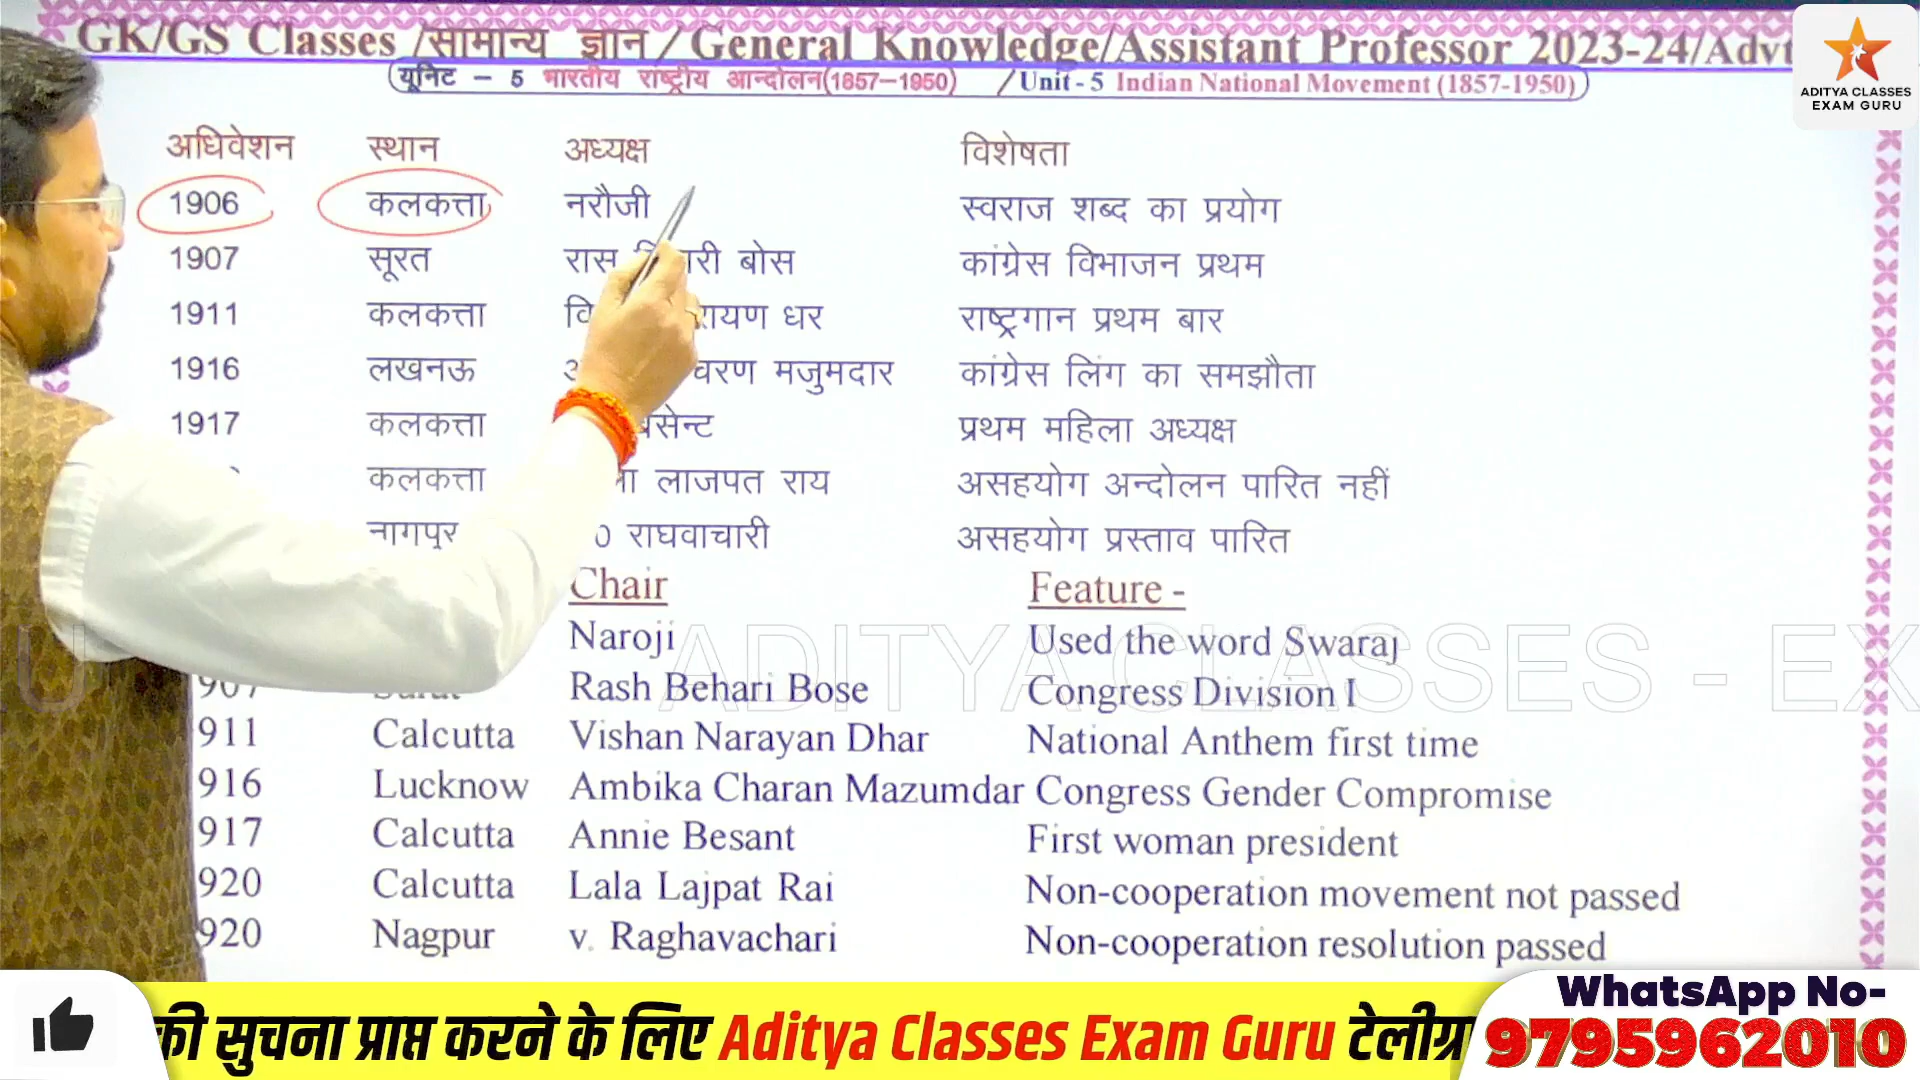 GK/GS Classes /सामान्य ज्ञान / General Knowledge/Assistant Professor 2023-24/Advt
ADITYA CLASSES
EXAM GURU
यूनिट – 5 भारतीय राष्ट्रीय आन्दोलन(1857–1950) / Unit - 5 Indian National Movement (1857-1950)
अधिवेशन स्थान अध्यक्ष विशेषता
1906 कलकत्ता नरौजी स्वराज शब्द का प्रयोग
1907 सूरत रास बोस कांग्रेस विभाजन प्रथम
1911 कलकत्ता धर राष्ट्रगान प्रथम बार
1916 लखनऊ मजुमदार कांग्रेस लिंग का समझौता
1917 कलकत्ता प्रथम महिला अध्यक्ष
कलकत्ता लाजपत राय असहयोग अन्दोलन पारित नहीं
नागपुर राघवाचारी असहयोग प्रस्ताव पारित
Chair Feature -
Naroji Used the word Swaraj
Rash Behari Bose Congress Division I
911 Calcutta Vishan Narayan Dhar National Anthem first time
916 Lucknow Ambika Charan Mazumdar Congress Gender Compromise
917 Calcutta Annie Besant First woman president
920 Calcutta Lala Lajpat Rai Non-cooperation movement not passed
920 Nagpur v. Raghavachari Non-cooperation resolution passed
U ADITYA CLASSES - EX
की सुचना प्राप्त करने के लिए Aditya Classes Exam Guru टेलीग्र
WhatsApp No-
9795962010